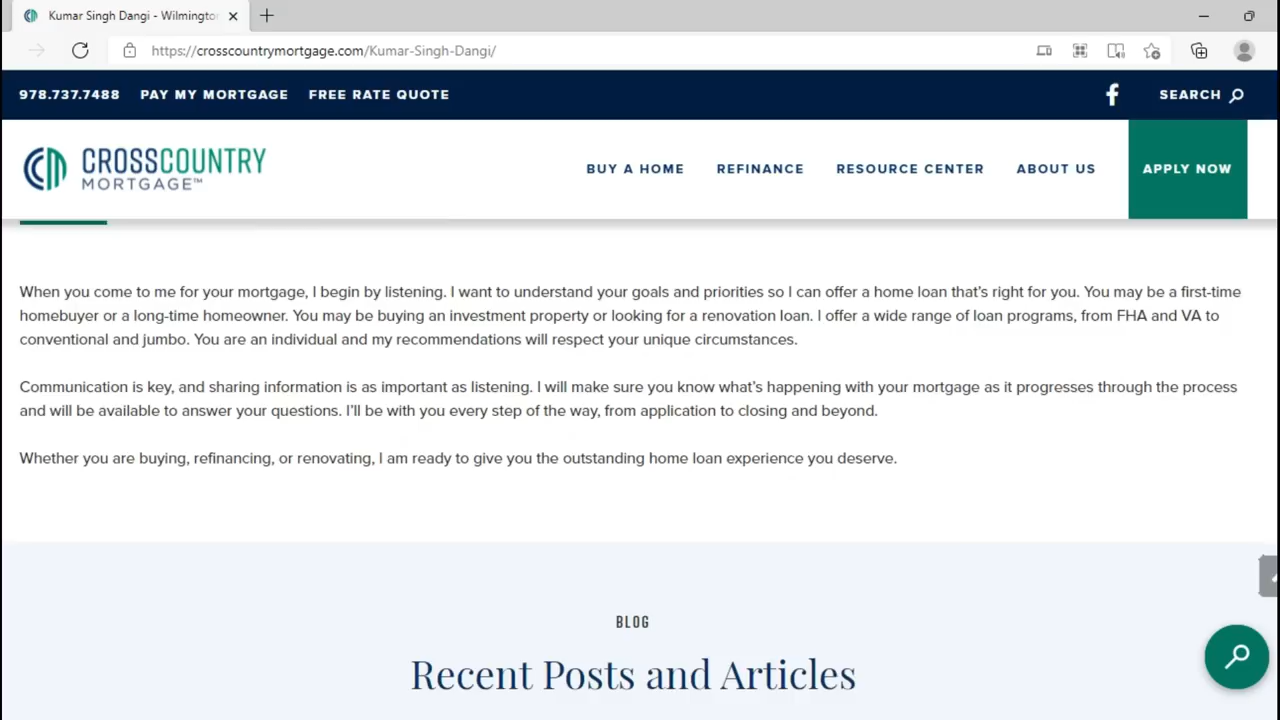 Kumar Singh Dangi - Wilmington
https://crosscountrymortgage.com/Kumar-Singh-Dangi/
978.737.7488 PAY MY MORTGAGE FREE RATE QUOTE SEARCH
CROSSCOUNTRY
MORTGAGE™
BUY A HOME REFINANCE RESOURCE CENTER ABOUT US APPLY NOW
When you come to me for your mortgage, I begin by listening. I want to understand your goals and priorities so I can offer a home loan that's right for you. You may be a first-time
homebuyer or a long-time homeowner. You may be buying an investment property or looking for a renovation loan. I offer a wide range of loan programs, from FHA and VA to
conventional and jumbo. You are an individual and my recommendations will respect your unique circumstances.
Communication is key, and sharing information is as important as listening. I will make sure you know what's happening with your mortgage as it progresses through the process
and will be available to answer your questions. I'll be with you every step of the way, from application to closing and beyond.
Whether you are buying, refinancing, or renovating, I am ready to give you the outstanding home loan experience you deserve.
BLOG
Recent Posts and Articles